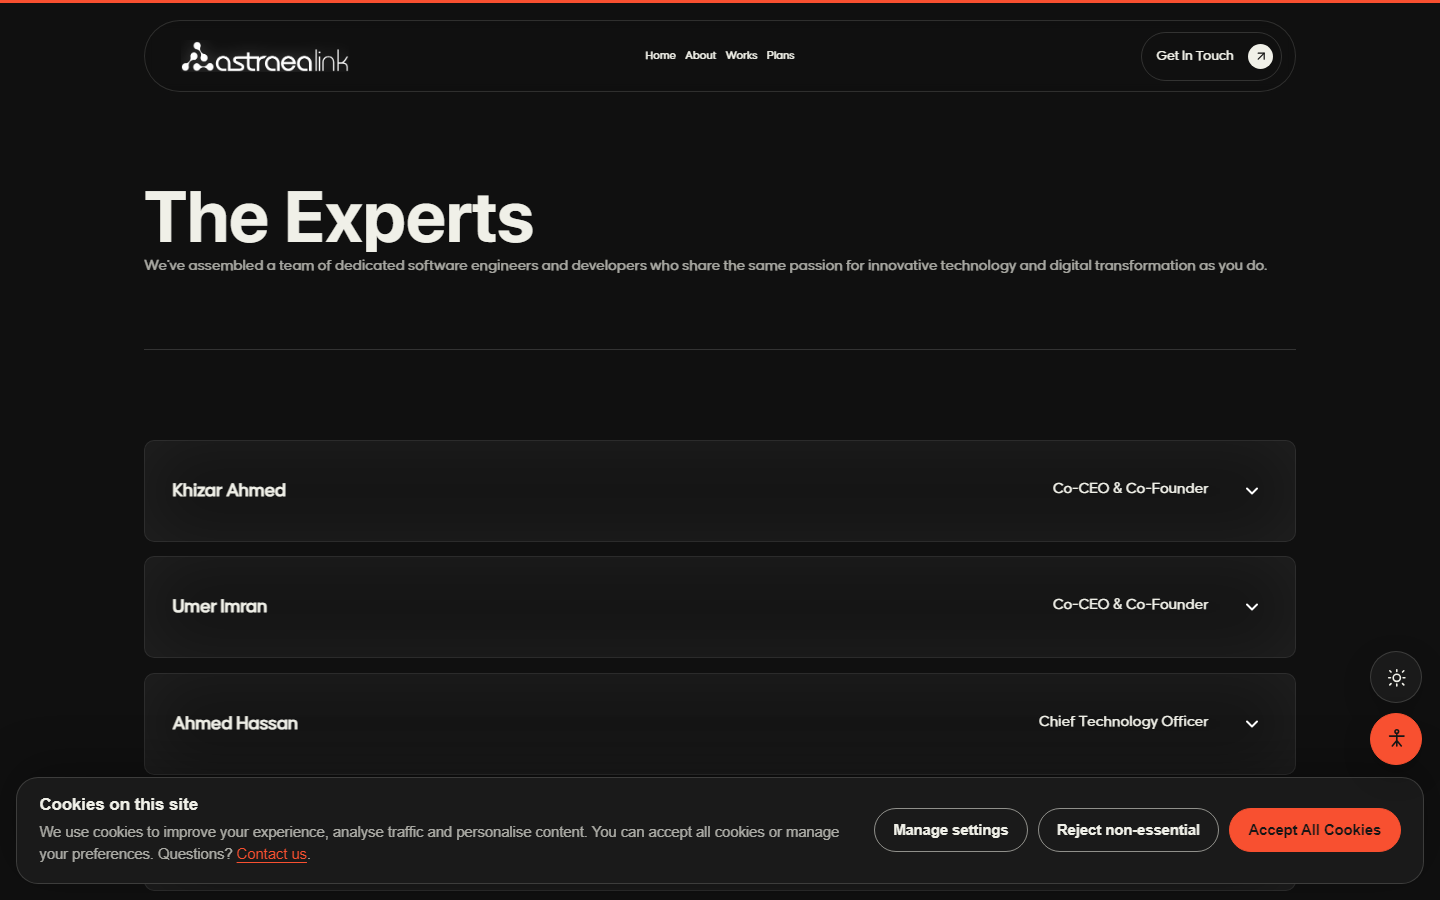 astraealink
Home About Works Plans
Get In Touch
The Experts
We've assembled a team of dedicated software engineers and developers who share the same passion for innovative technology and digital transformation as you do.
Khizar Ahmed
Co-CEO & Co-Founder
Umer Imran
Co-CEO & Co-Founder
Ahmed Hassan
Chief Technology Officer
Cookies on this site
We use cookies to improve your experience, analyse traffic and personalise content. You can accept all cookies or manage
your preferences. Questions? Contact us.
Manage settings
Reject non-essential
Accept All Cookies